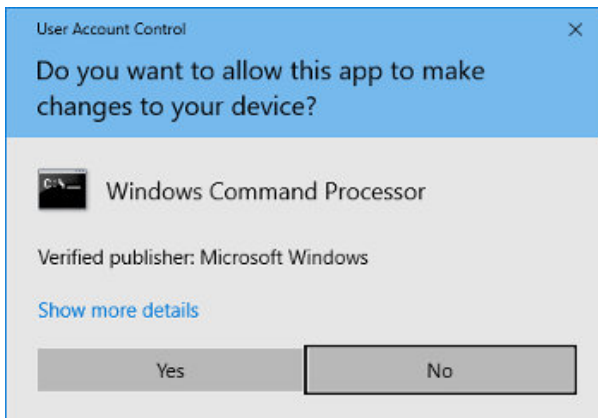 User Account Control
Do you want to allow this app to make
changes to your device?
C:\_
Windows Command Processor
Verified publisher: Microsoft Windows
Show more details
Yes
No